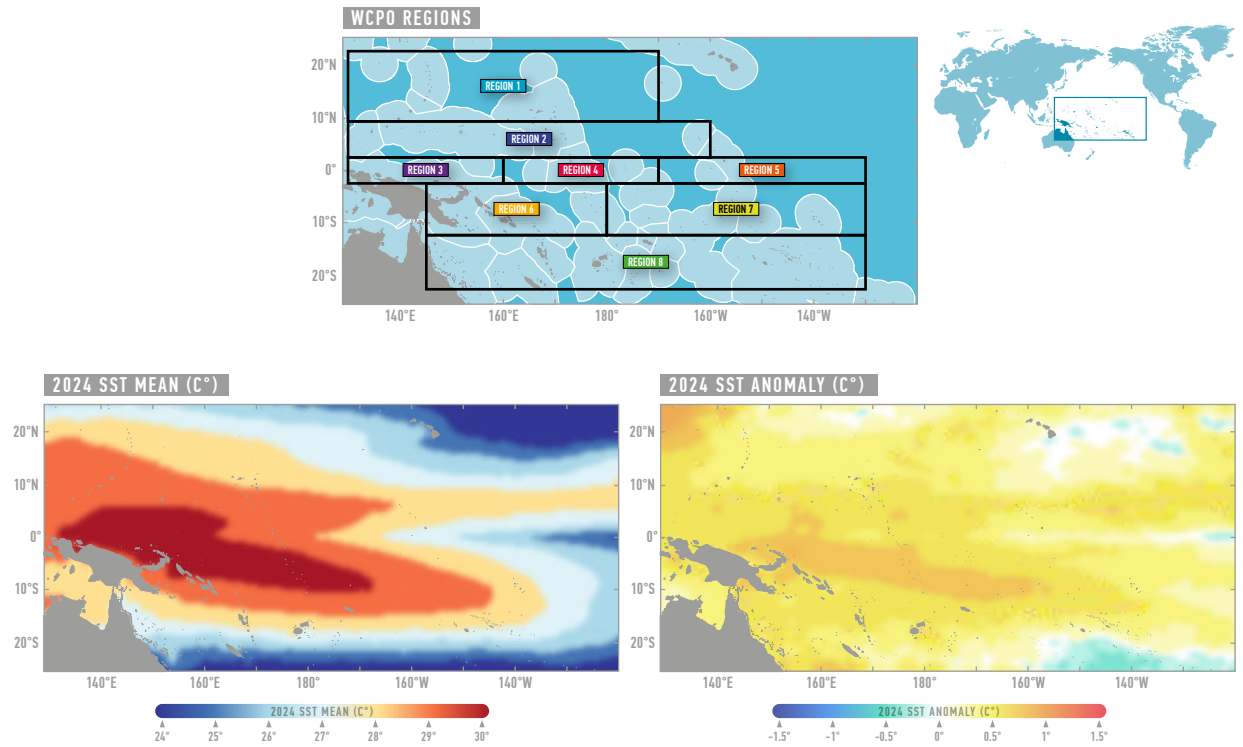 WCPO REGIONS
20°N
10°N
0°
10°S
20°S
REGION 1
REGION 2
REGION 3
REGION 4
REGION 5
REGION 6
REGION 7
REGION 8
140°E 160°E 180° 160°W 140°W
2024 SST MEAN (C°)
20°N
10°N
0°
10°S
20°S
140°E 160°E 180° 160°W 140°W
2024 SST MEAN (C°)
24° 25° 26° 27° 28° 29° 30°
2024 SST ANOMALY (C°)
20°N
10°N
0°
10°S
20°S
140°E 160°E 180° 160°W 140°W
2024 SST ANOMALY (C°)
-1.5° -1° -0.5° 0° 0.5° 1° 1.5°